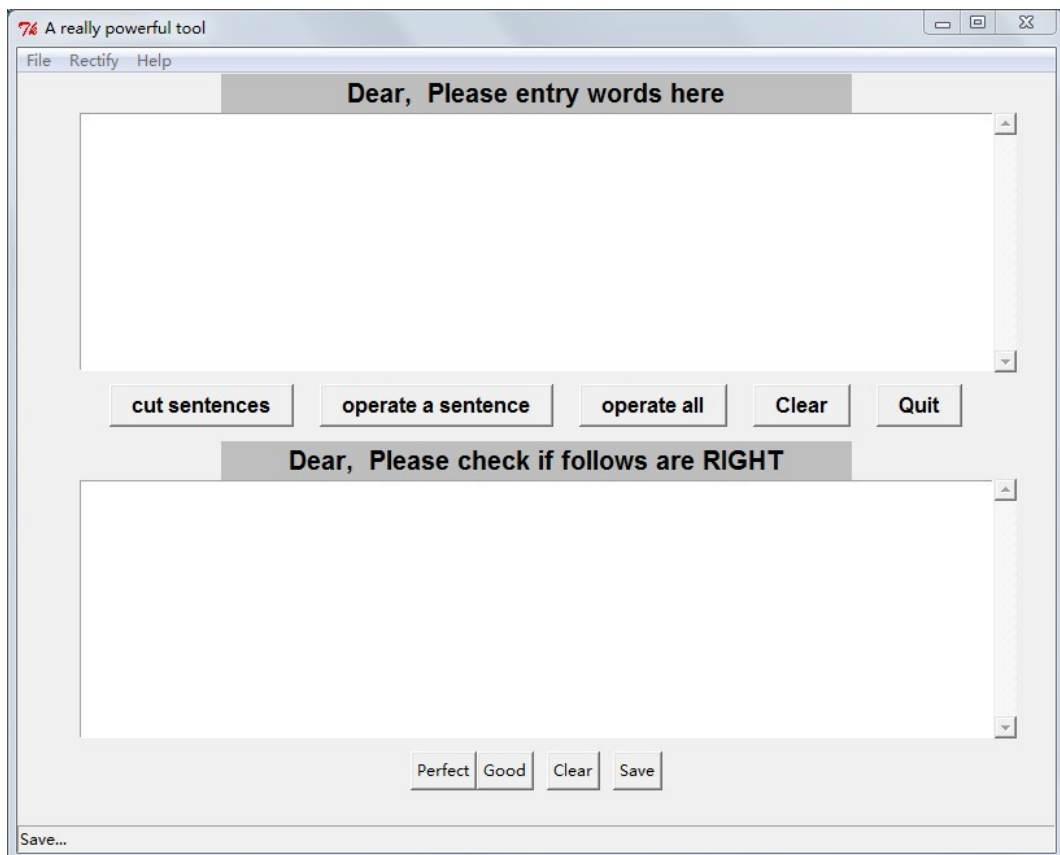 A really powerful tool
File Rectify Help
Dear, Please entry words here
cut sentences operate a sentence operate all Clear Quit
Dear, Please check if follows are RIGHT
Perfect Good Clear Save
Save...